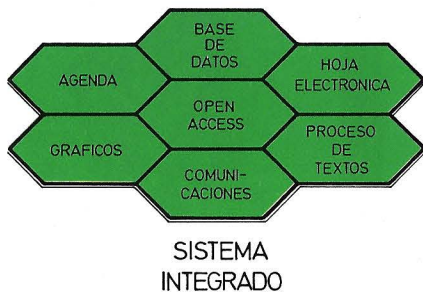 BASE
DE
DATOS
AGENDA
HOJA
ELECTRONICA
OPEN
ACCESS
GRAFICOS
PROCESO
DE
TEXTOS
COMUNI-
CACIONES
SISTEMA
INTEGRADO